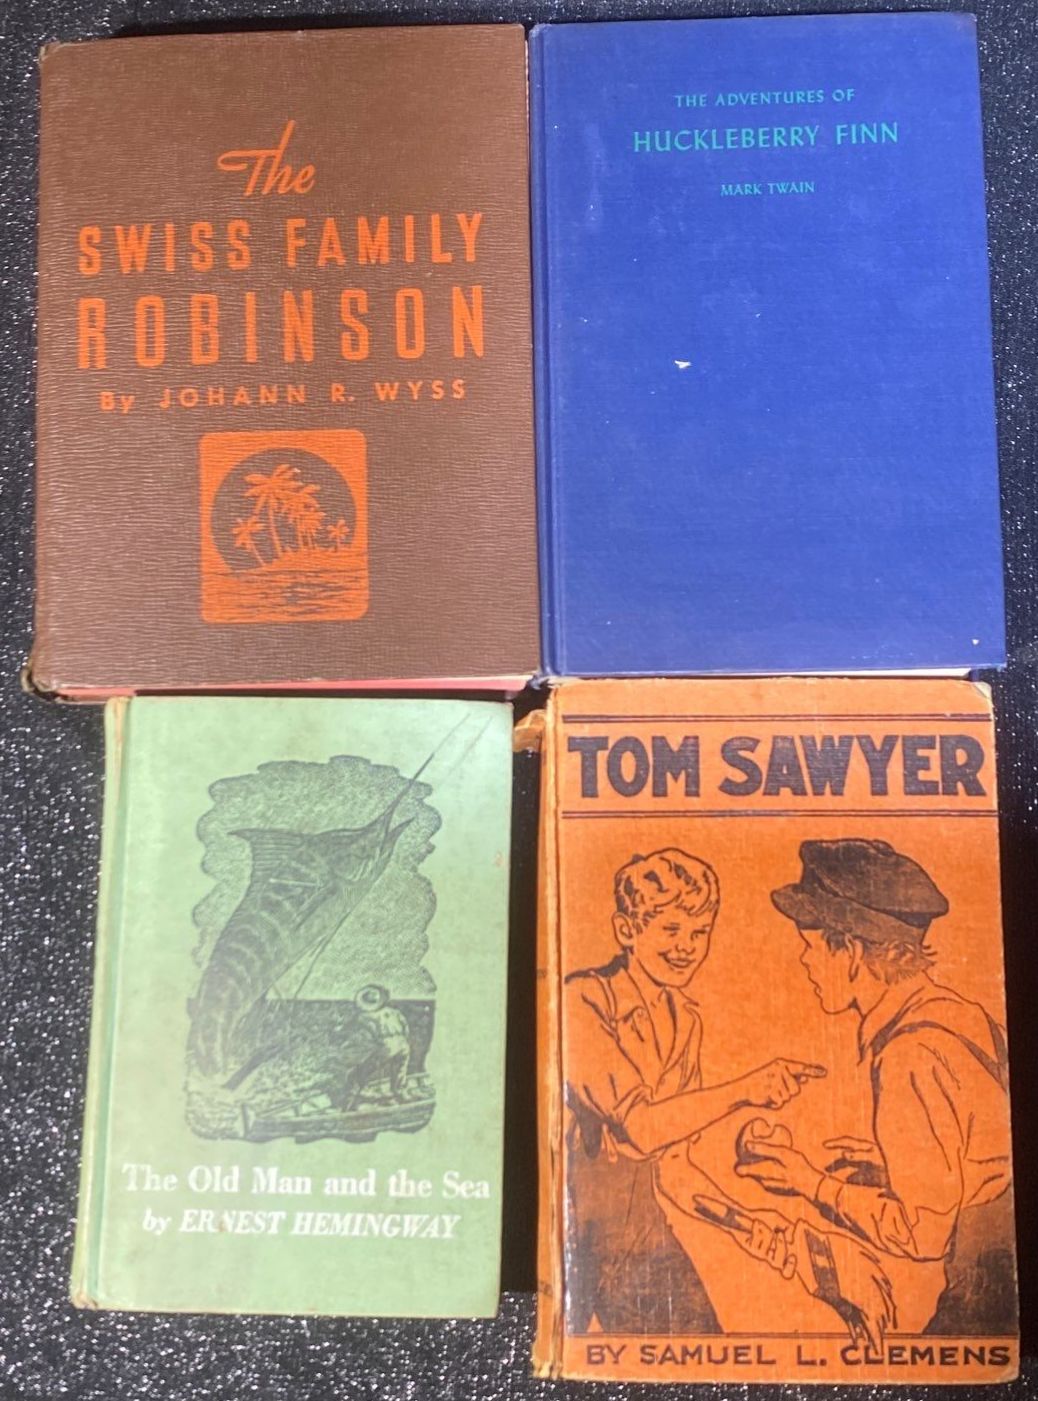 The
SWISS FAMILY
ROBINSON
By JOHANN R. WYSS
THE ADVENTURES OF
HUCKLEBERRY FINN
MARK TWAIN
The Old Man and the Sea
by ERNEST HEMINGWAY
TOM SAWYER
BY SAMUEL L. CLEMENS